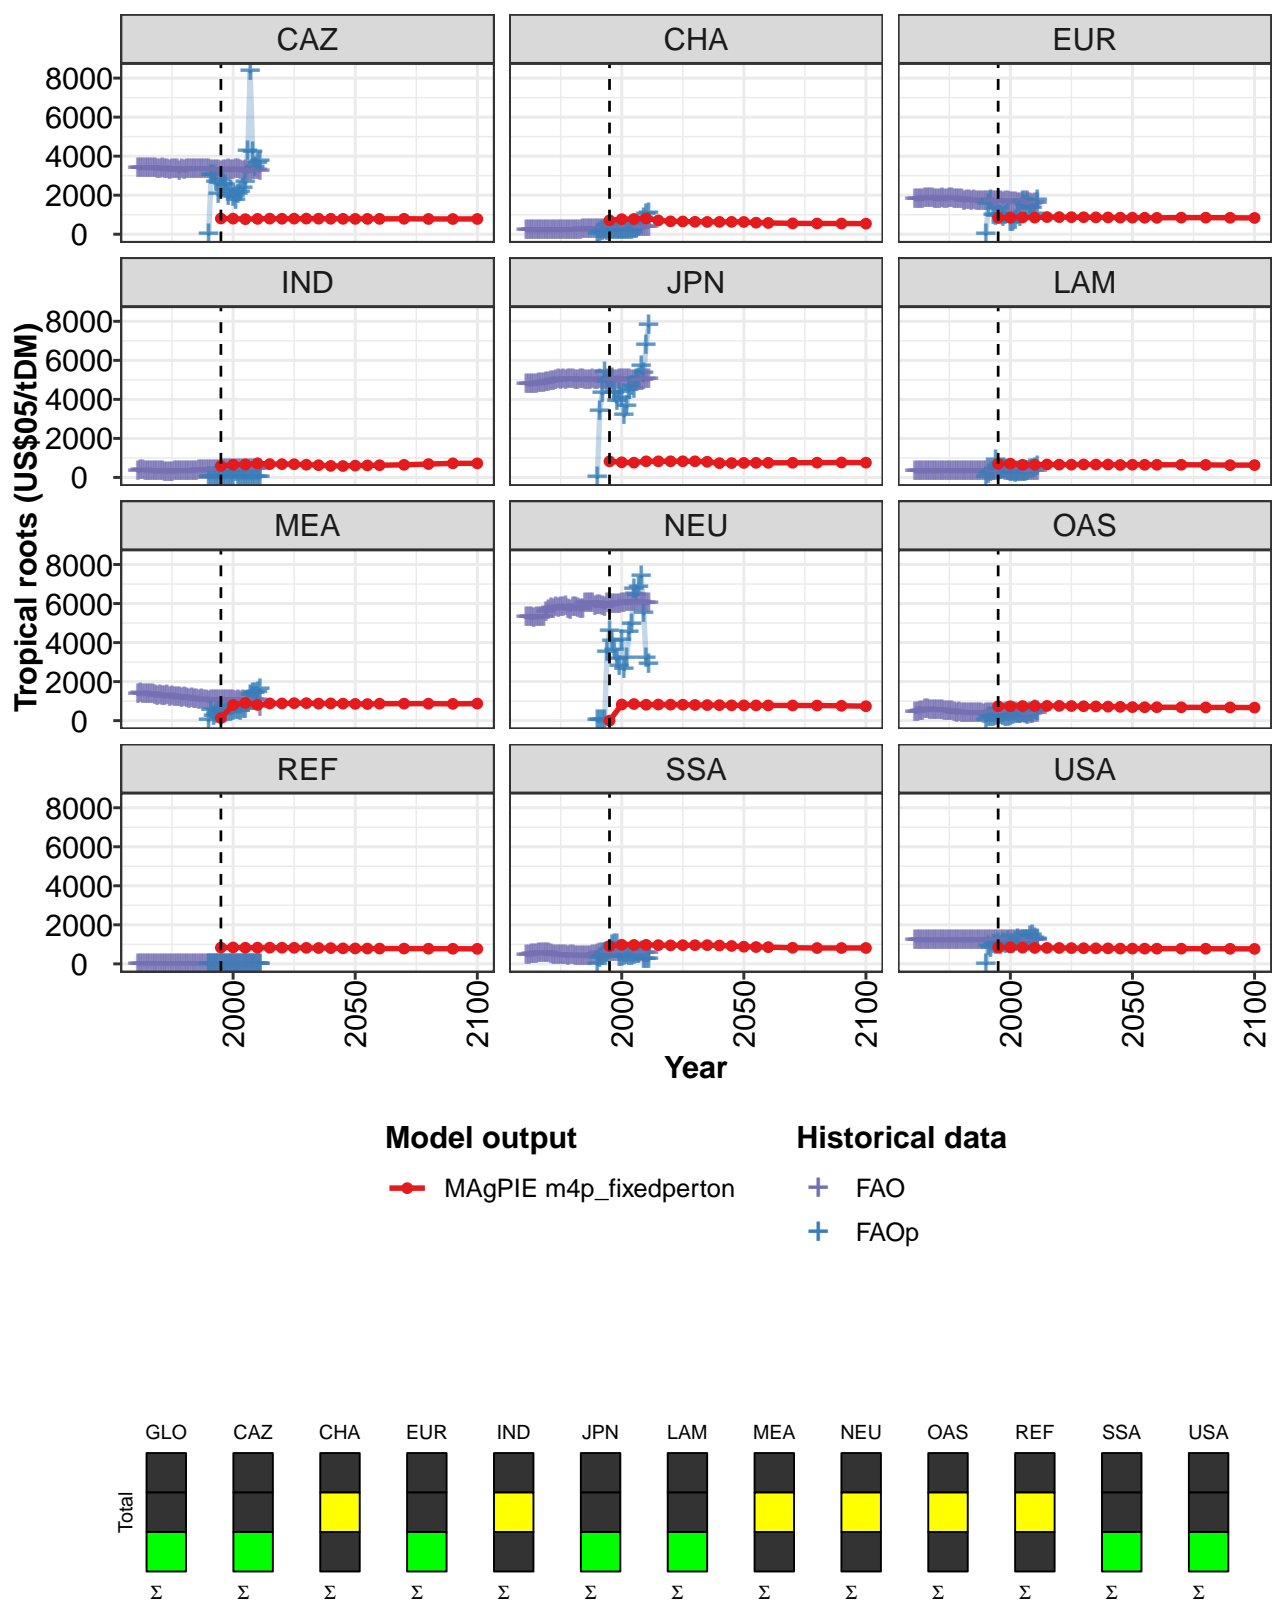 CAZ CHA EUR
8000
6000
4000
2000
0
IND JPN LAM
8000
6000
4000
2000
0
Tropical roots (US$05/tDM)
MEA NEU OAS
8000
6000
4000
2000
0
REF SSA USA
8000
6000
4000
2000
0
2000 2050 2100 2000 2050 2100 2000 2050 2100
Year
Model output Historical data
MAgPIE m4p_fixedperton FAO
FAOp
GLO CAZ CHA EUR IND JPN LAM MEA NEU OAS REF SSA USA
Total
Σ Σ Σ Σ Σ Σ Σ Σ Σ Σ Σ Σ Σ